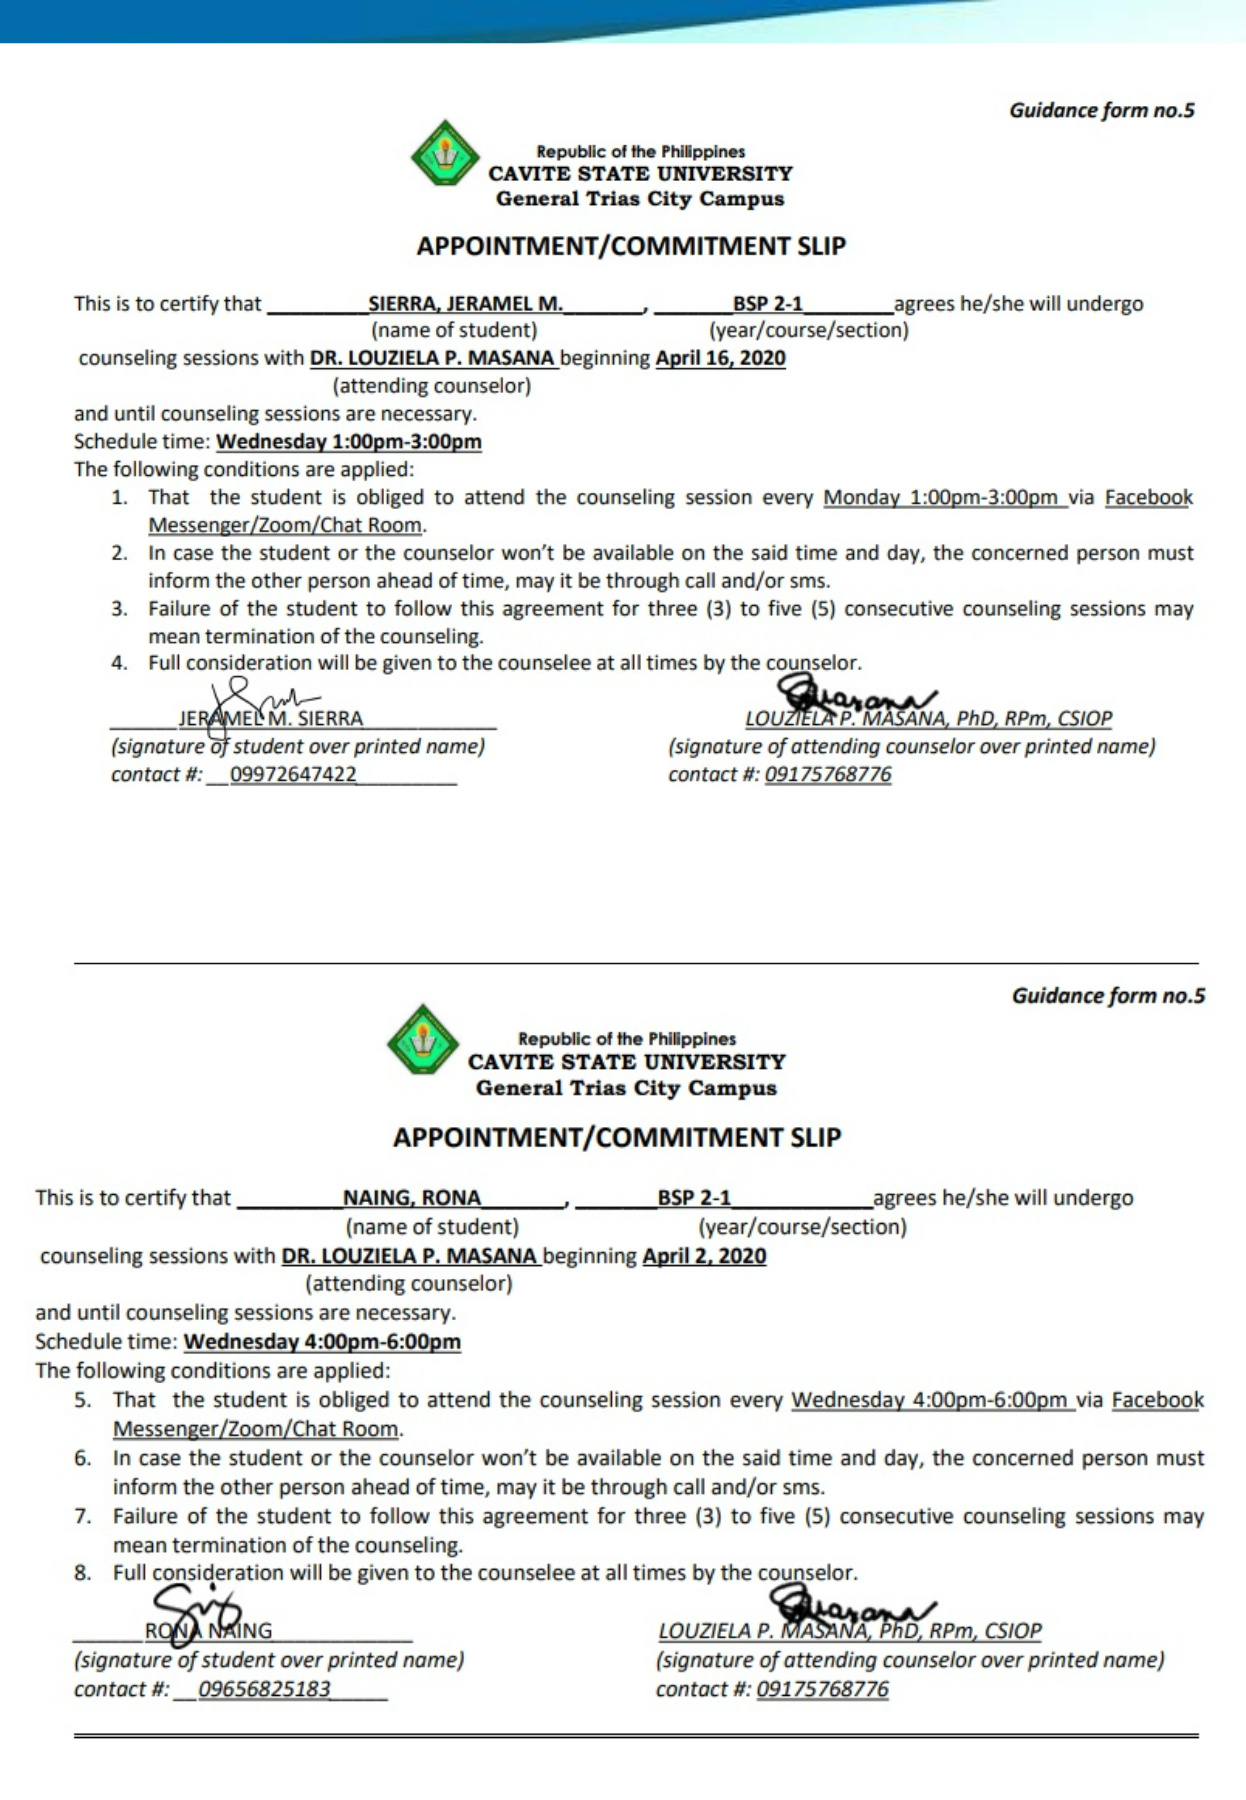 Guidance form no.5
Republic of the Philippines
CAVITE STATE UNIVERSITY
General Trias City Campus
APPOINTMENT/COMMITMENT SLIP
This is to certify that _________SIERRA, JERAMEL M._______, _______BSP 2-1________agrees he/she will undergo
(name of student) (year/course/section)
counseling sessions with DR. LOUZIELA P. MASANA beginning April 16, 2020
(attending counselor)
and until counseling sessions are necessary.
Schedule time: Wednesday 1:00pm-3:00pm
The following conditions are applied:
1. That the student is obliged to attend the counseling session every Monday 1:00pm-3:00pm via Facebook
Messenger/Zoom/Chat Room.
2. In case the student or the counselor won't be available on the said time and day, the concerned person must
inform the other person ahead of time, may it be through call and/or sms.
3. Failure of the student to follow this agreement for three (3) to five (5) consecutive counseling sessions may
mean termination of the counseling.
4. Full consideration will be given to the counselee at all times by the counselor.
______JERAMEL M. SIERRA____________ LOUZIELA P. MASANA, PhD, RPm, CSIOP
(signature of student over printed name) (signature of attending counselor over printed name)
contact #: __09972647422_________ contact #: 09175768776
Guidance form no.5
Republic of the Philippines
CAVITE STATE UNIVERSITY
General Trias City Campus
APPOINTMENT/COMMITMENT SLIP
This is to certify that _________NAING, RONA_______, _______BSP 2-1____________agrees he/she will undergo
(name of student) (year/course/section)
counseling sessions with DR. LOUZIELA P. MASANA beginning April 2, 2020
(attending counselor)
and until counseling sessions are necessary.
Schedule time: Wednesday 4:00pm-6:00pm
The following conditions are applied:
5. That the student is obliged to attend the counseling session every Wednesday 4:00pm-6:00pm via Facebook
Messenger/Zoom/Chat Room.
6. In case the student or the counselor won't be available on the said time and day, the concerned person must
inform the other person ahead of time, may it be through call and/or sms.
7. Failure of the student to follow this agreement for three (3) to five (5) consecutive counseling sessions may
mean termination of the counseling.
8. Full consideration will be given to the counselee at all times by the counselor.
______RONA NAING____________ LOUZIELA P. MASANA, PhD, RPm, CSIOP
(signature of student over printed name) (signature of attending counselor over printed name)
contact #: __09656825183_____ contact #: 09175768776